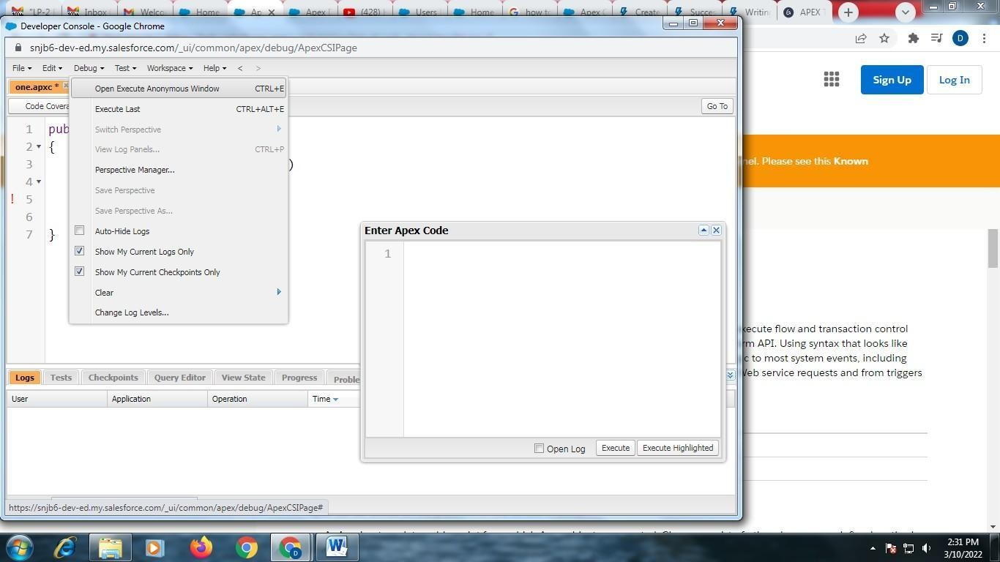 "LP-2
Inbox
Welco
Home
Ap
Apex
(428)
Users
Home
how to
Apex
Create
Succe
Writin
APEX T
Developer Console - Google Chrome
snjb6-dev-ed.my.salesforce.com/_ui/common/apex/debug/ApexCSIPage
D
File Edit Debug Test Workspace Help < >
one.apxc *
Open Execute Anonymous Window CTRL+E
Sign Up Log In
Code Covera
Execute Last CTRL+ALT+E
Go To
1 pub
Switch Perspective
2 {
View Log Panels... CTRL+P
3 )
Perspective Manager...
nel. Please see this Known
4
Save Perspective
! 5
Save Perspective As...
6
Auto-Hide Logs
7 }
Show My Current Logs Only
Show My Current Checkpoints Only
Clear
Change Log Levels...
Enter Apex Code
1
Open Log Execute Execute Highlighted
xecute flow and transaction control
rm API. Using syntax that looks like
c to most system events, including
Web service requests and from triggers
Logs Tests Checkpoints Query Editor View State Progress Proble
User Application Operation Time
https://snjb6-dev-ed.my.salesforce.com/_ui/common/apex/debug/ApexCSIPage#
2:31 PM
3/10/2022